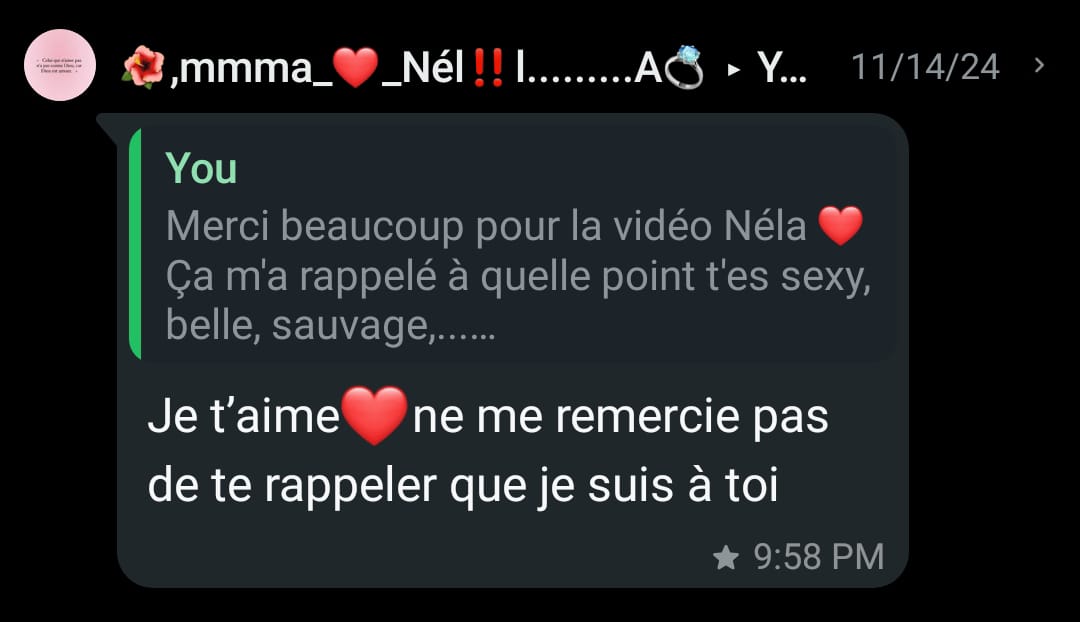 🌺,mmma_❤️_Nél‼️l.........A💍 ▸ Y... 11/14/24 ›
You
Merci beaucoup pour la vidéo Néla ❤️
Ça m'a rappelé à quelle point t'es sexy,
belle, sauvage,......
Je t’aime❤️ne me remercie pas
de te rappeler que je suis à toi
★ 9:58 PM